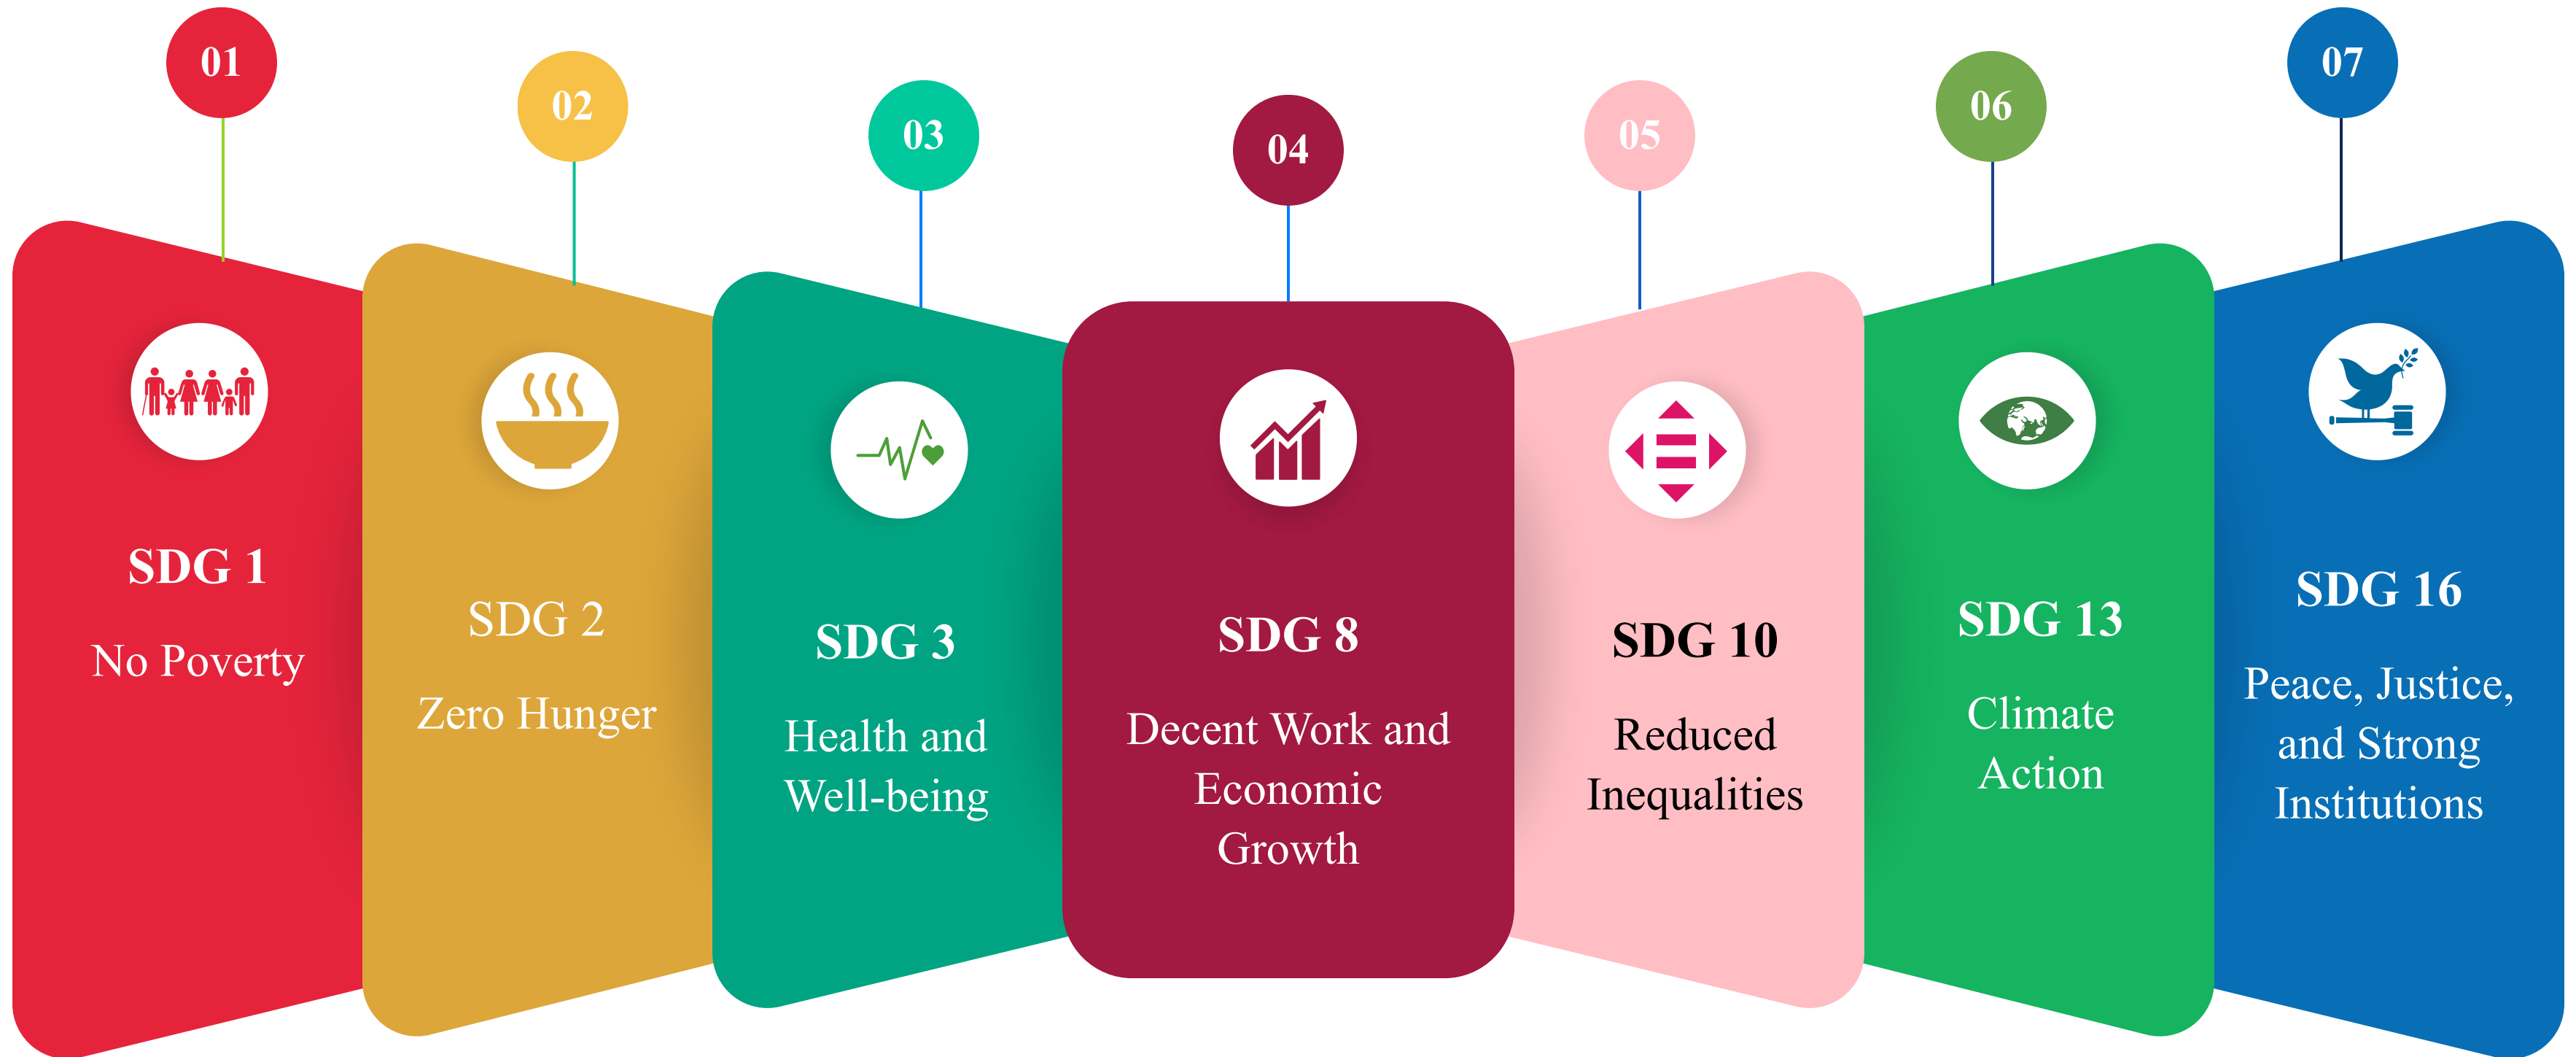 01
SDG 1
No Poverty
02
SDG 2
Zero Hunger
03
SDG 3
Health and
Well-being
04
SDG 8
Decent Work and
Economic
Growth
05
SDG 10
Reduced
Inequalities
06
SDG 13
Climate
Action
07
SDG 16
Peace, Justice,
and Strong
Institutions